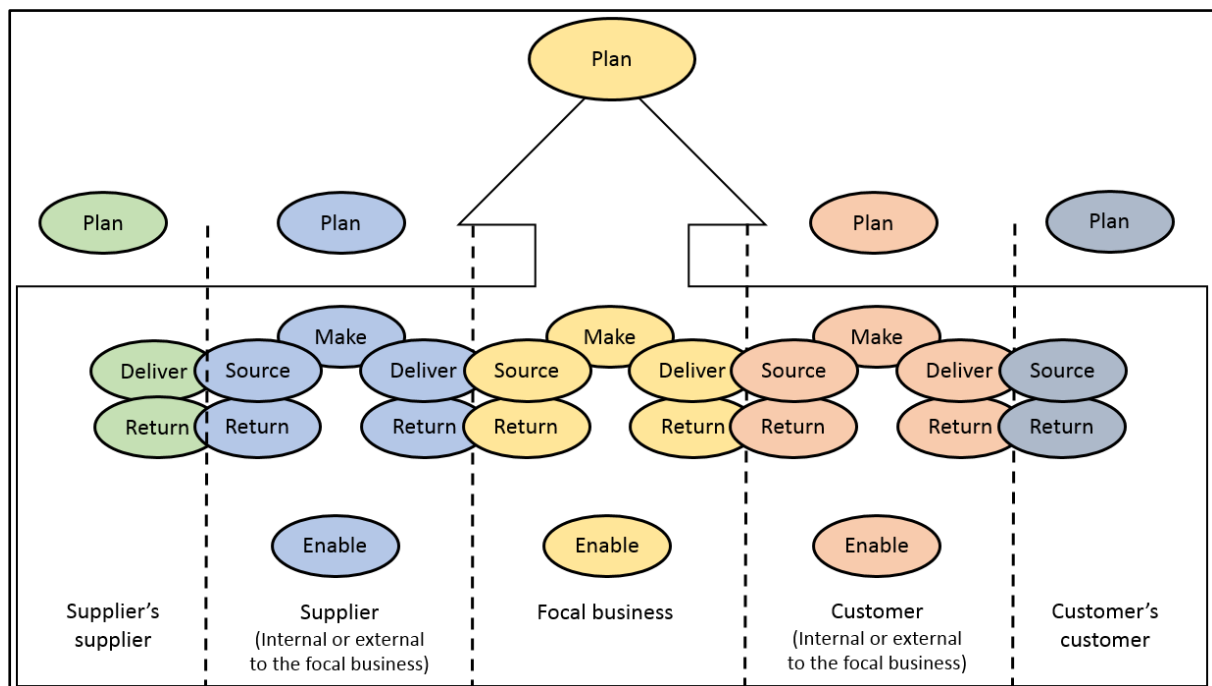 Plan
Plan
Plan
Plan
Plan
Make
Make
Make
Deliver
Source
Deliver
Source
Deliver
Source
Deliver
Source
Return
Return
Return
Return
Return
Return
Return
Return
Enable
Enable
Enable
Supplier's
supplier
Supplier
(Internal or external
to the focal business)
Focal business
Customer
(Internal or external
to the focal business)
Customer's
customer